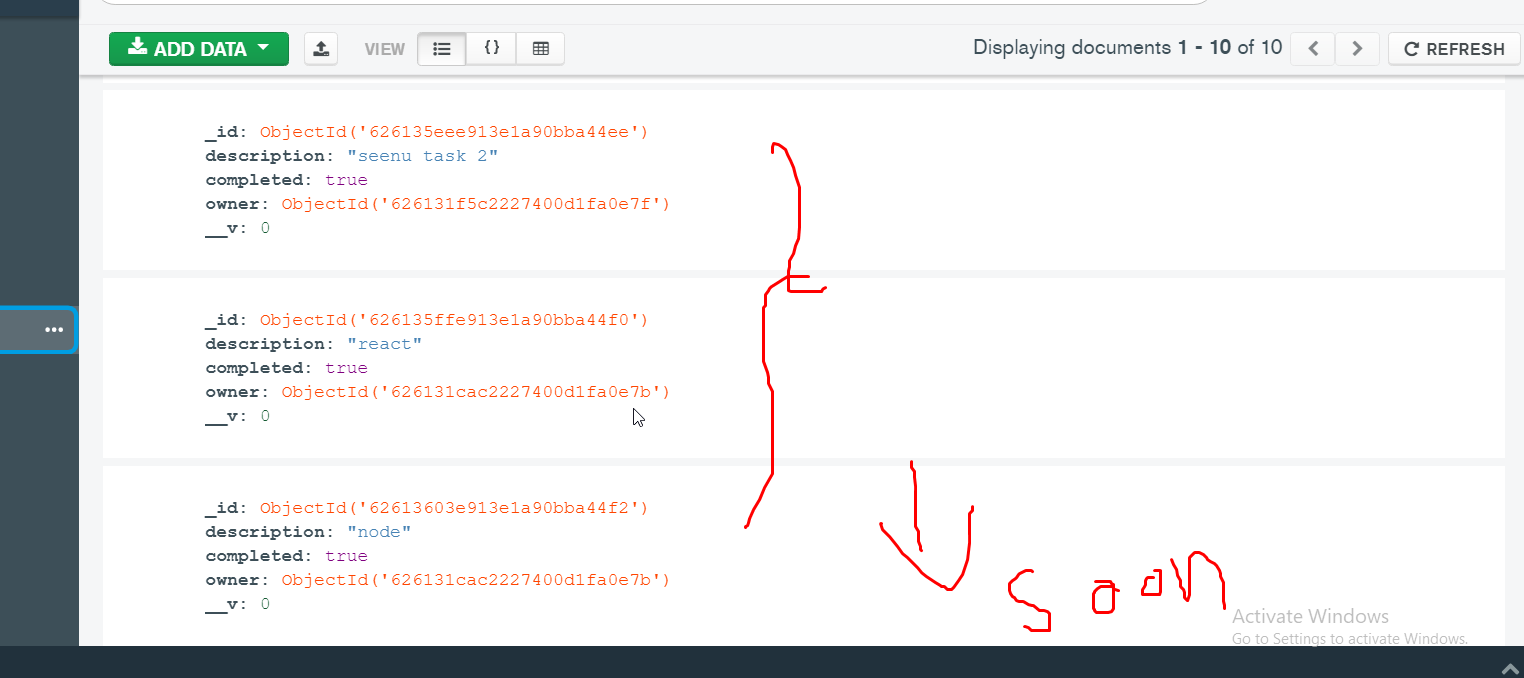 ADD DATA VIEW {} Displaying documents 1 - 10 of 10 REFRESH
_id: ObjectId('626135eee913e1a90bba44ee')
description: "seenu task 2"
completed: true
owner: ObjectId('626131f5c2227400d1fa0e7f')
__v: 0
_id: ObjectId('626135ffe913e1a90bba44f0')
description: "react"
completed: true
owner: ObjectId('626131cac2227400d1fa0e7b')
__v: 0
_id: ObjectId('62613603e913e1a90bba44f2')
description: "node"
completed: true
owner: ObjectId('626131cac2227400d1fa0e7b')
__v: 0
soon
Activate Windows
Go to Settings to activate Windows.